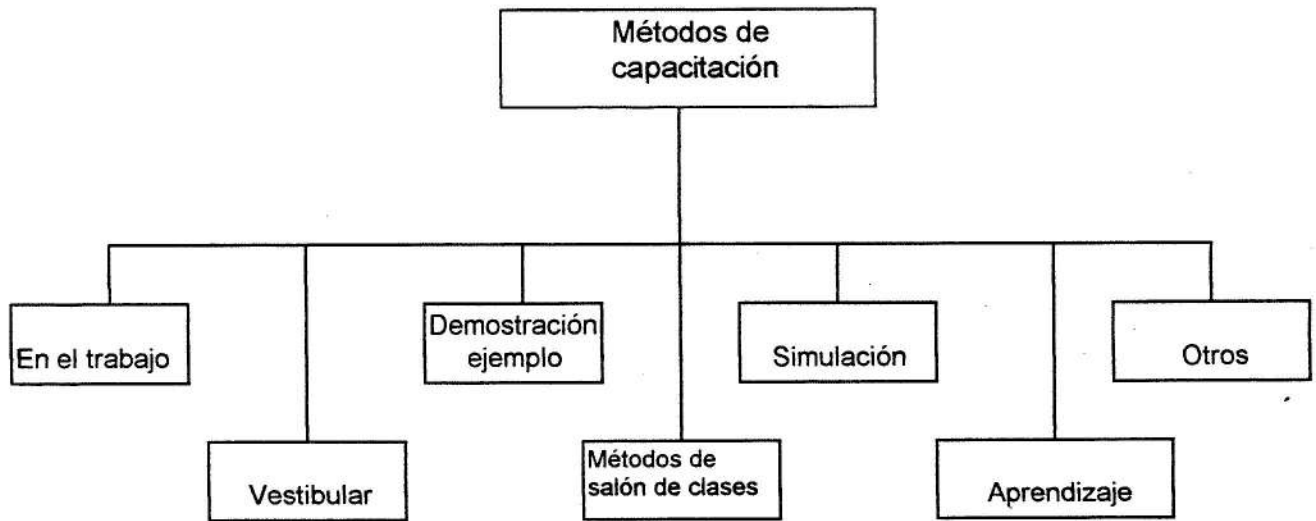 Métodos de
capacitación
En el trabajo
Demostración
ejemplo
Simulación
Otros
Vestibular
Métodos de
salón de clases
Aprendizaje